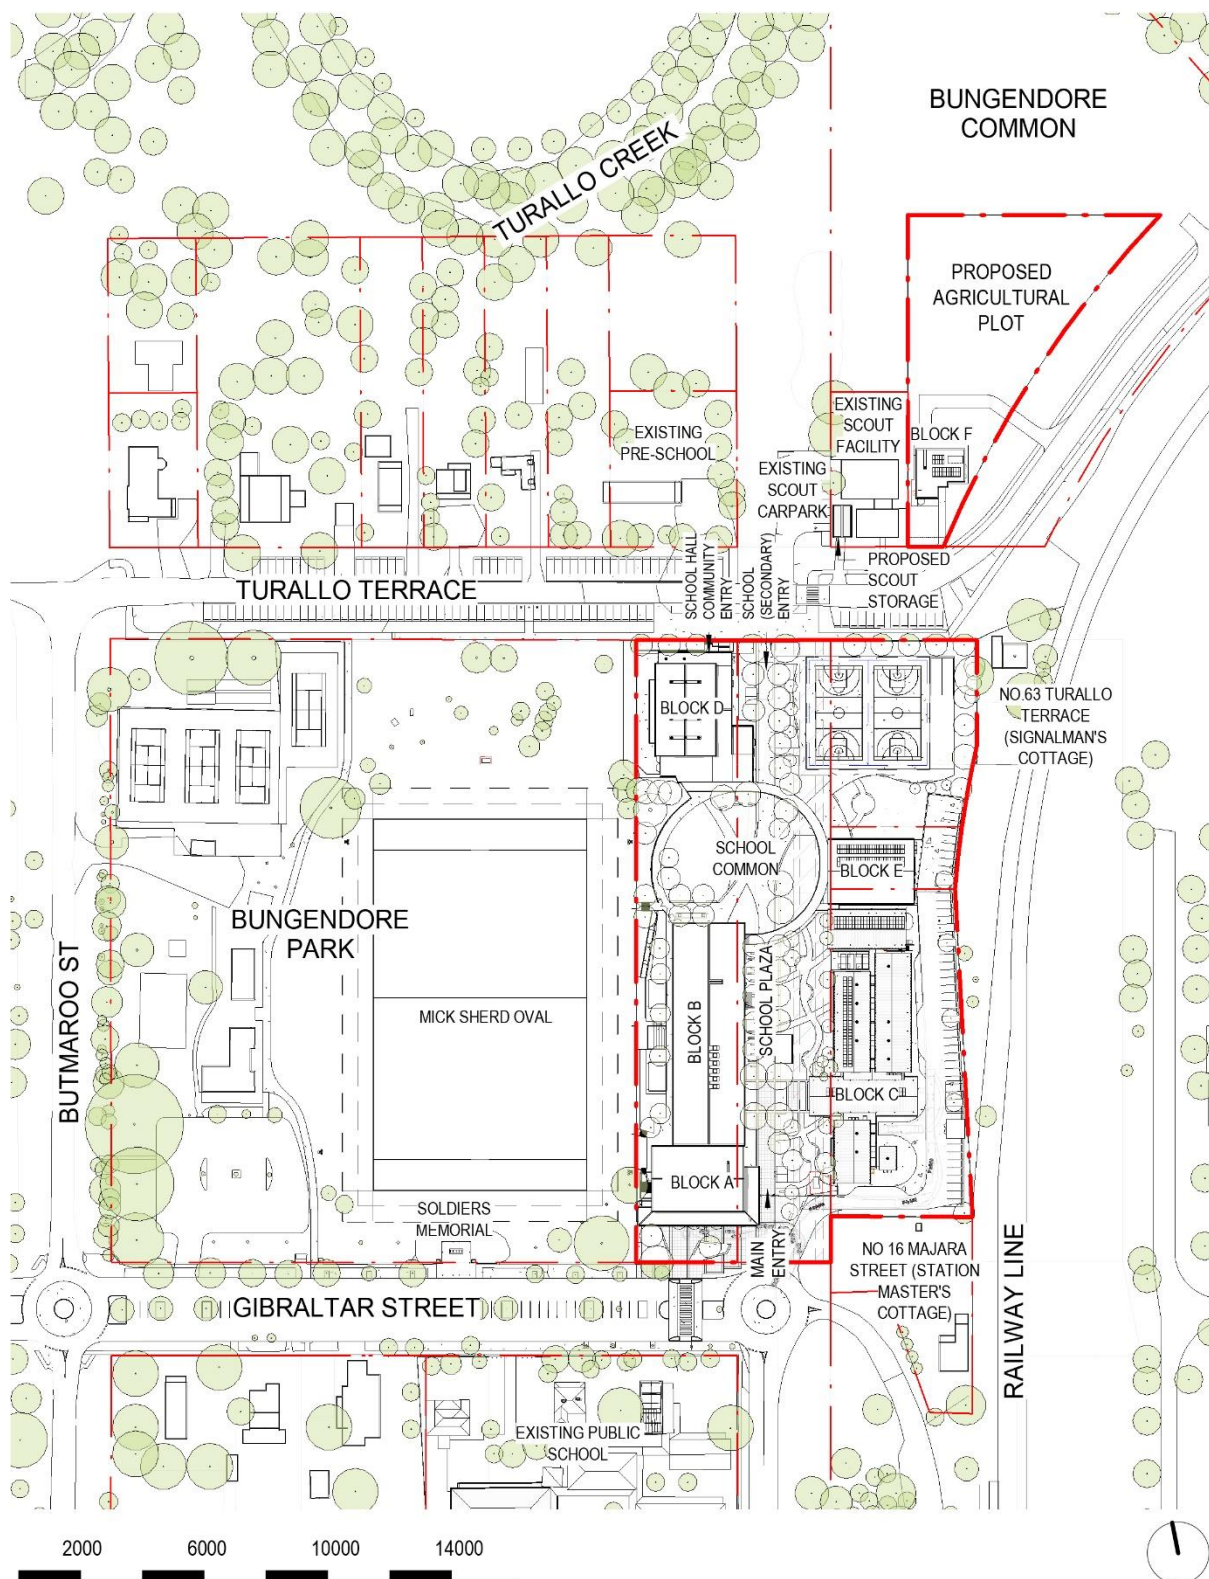 BUNGENDORE
COMMON
TURALLO CREEK
PROPOSED
AGRICULTURAL
PLOT
EXISTING
SCOUT
FACILITY
BLOCK F
EXISTING
PRE-SCHOOL
EXISTING
SCOUT
CARPARK
SCHOOL HALL
COMMUNITY
ENTRY
SCHOOL
(SECONDARY)
ENTRY
PROPOSED
SCOUT
STORAGE
TURALLO TERRACE
BLOCK D
NO.63 TURALLO
TERRACE
(SIGNALMAN'S
COTTAGE)
SCHOOL
COMMON
BLOCK E
BUNGENDORE
PARK
MICK SHERD OVAL
BLOCK B
SCHOOL PLAZA
BUTMAROO ST
BLOCK C
BLOCK A
SOLDIERS
MEMORIAL
MAIN
ENTRY
NO 16 MAJARA
STREET (STATION
MASTER'S
COTTAGE)
GIBRALTAR STREET
RAILWAY LINE
EXISTING PUBLIC
SCHOOL
2000 6000 10000 14000